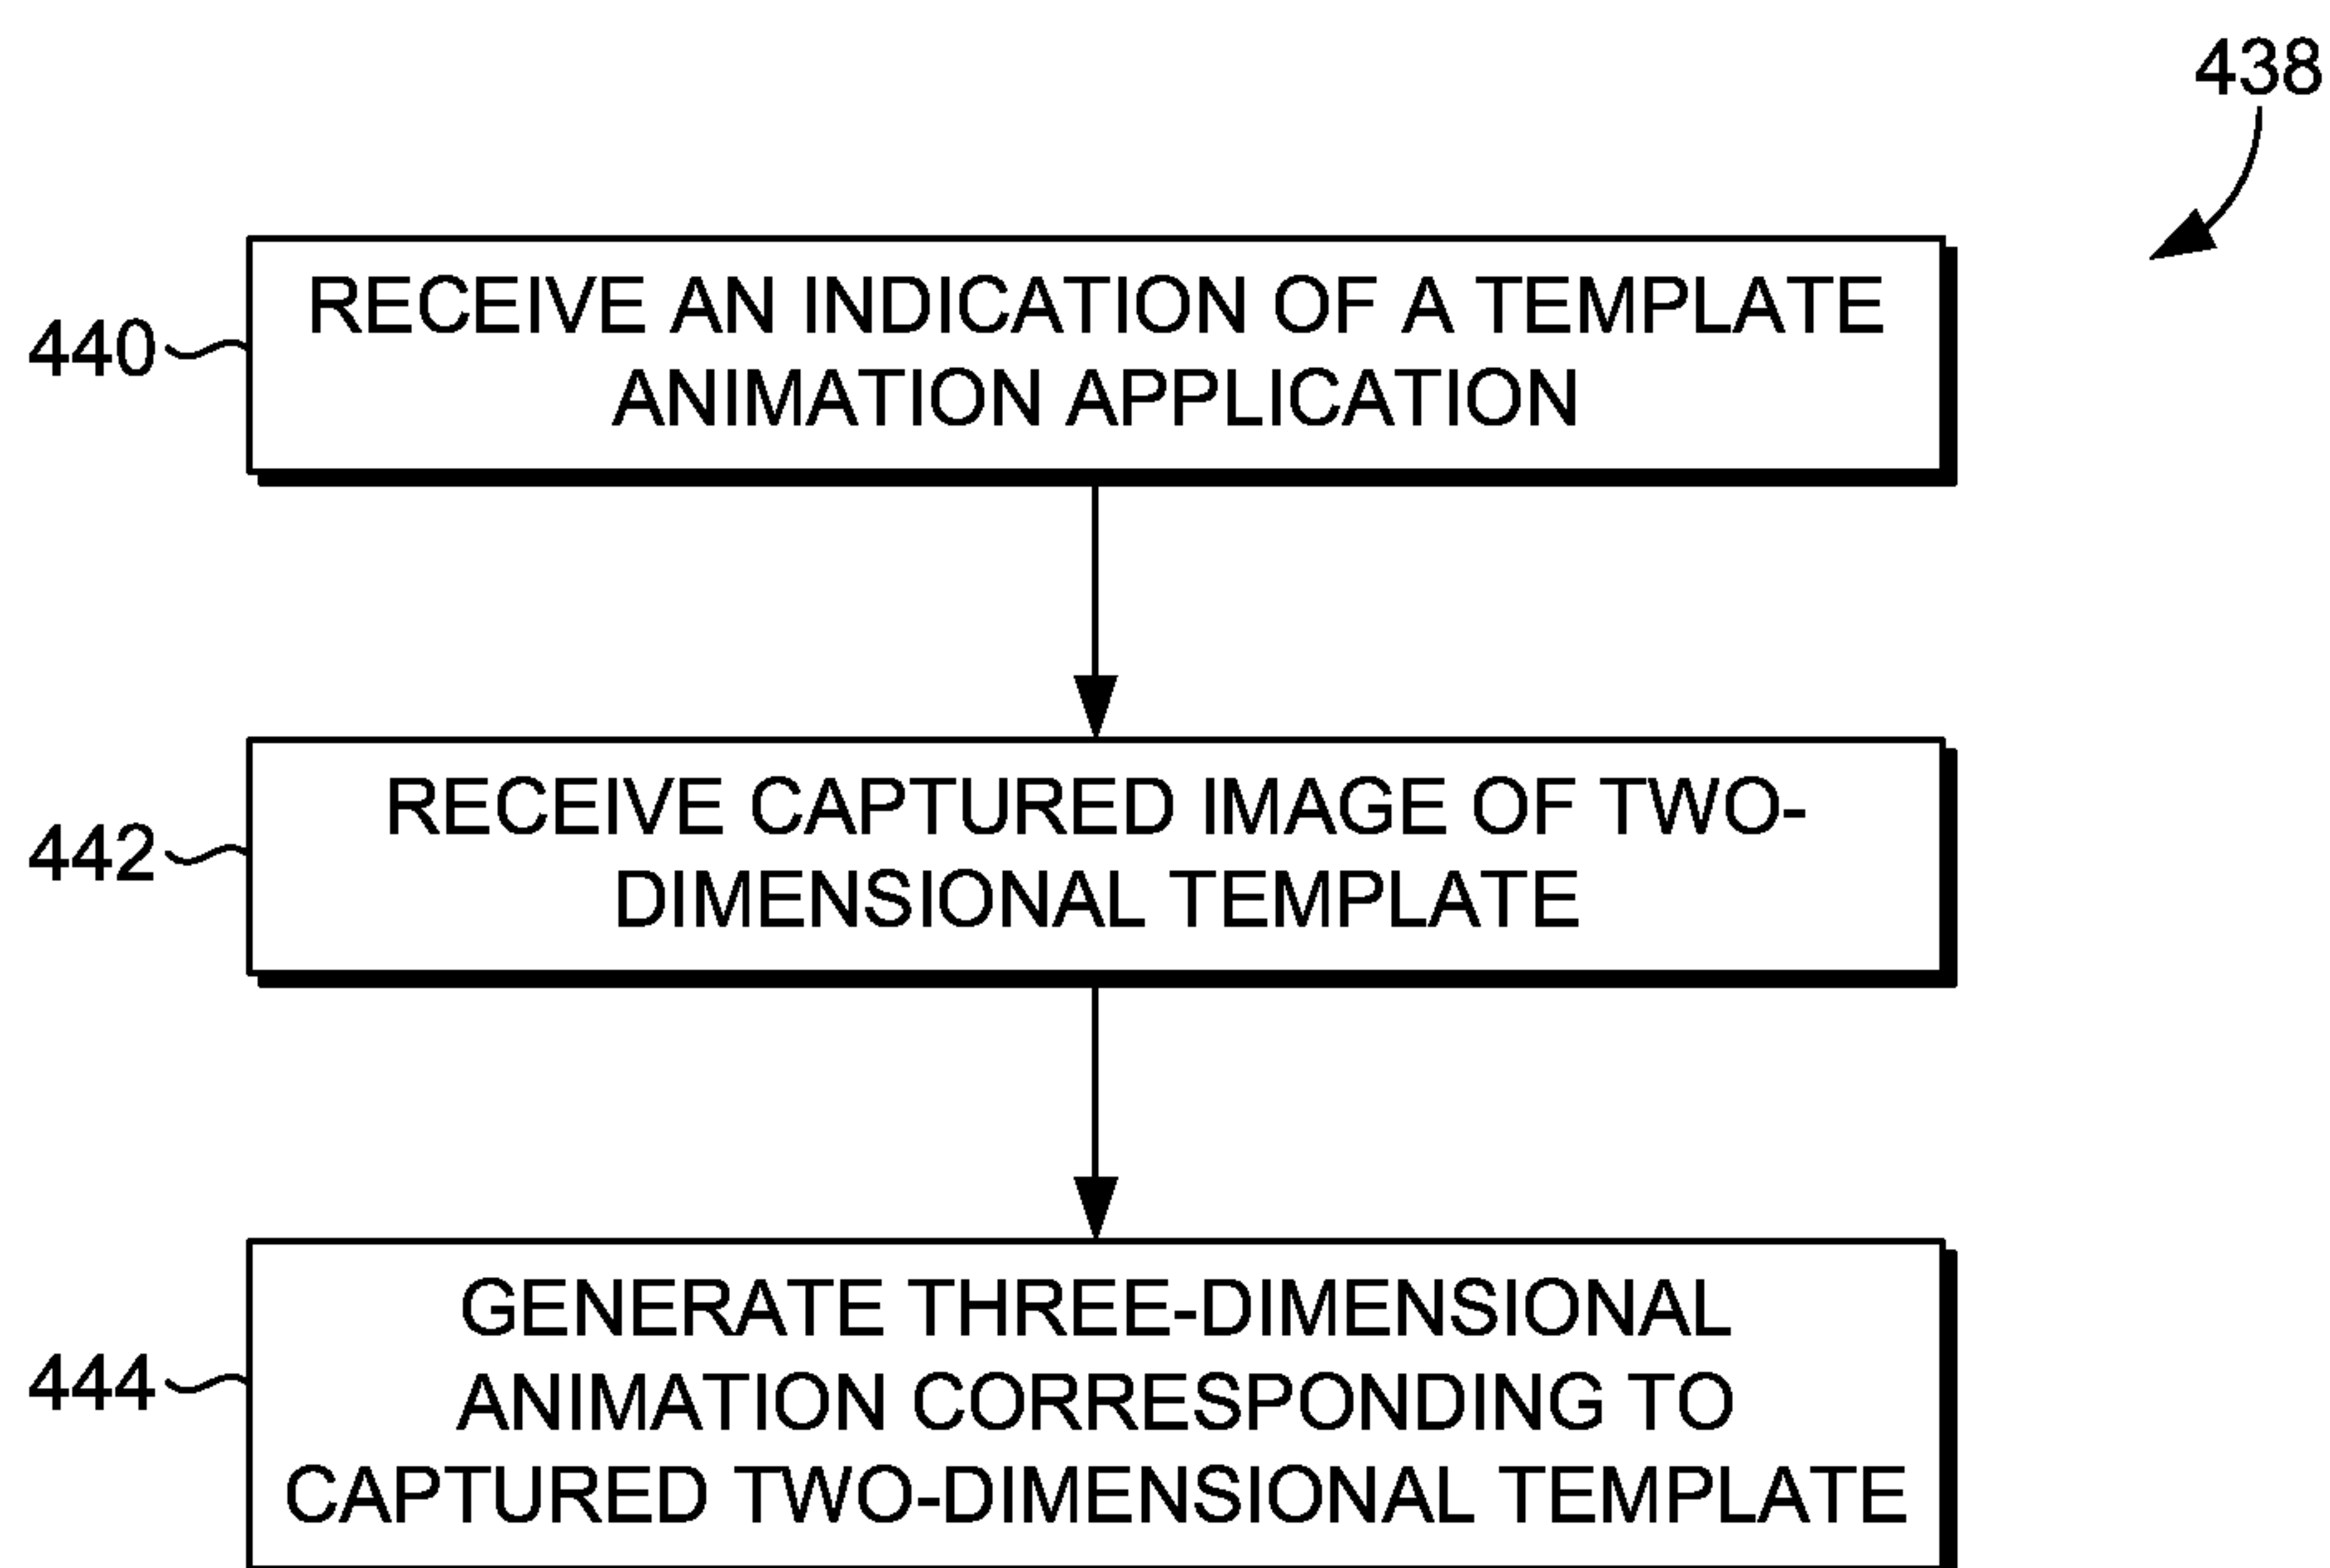 438
440
RECEIVE AN INDICATION OF A TEMPLATE
ANIMATION APPLICATION
442
RECEIVE CAPTURED IMAGE OF TWO-
DIMENSIONAL TEMPLATE
444
GENERATE THREE-DIMENSIONAL
ANIMATION CORRESPONDING TO
CAPTURED TWO-DIMENSIONAL TEMPLATE